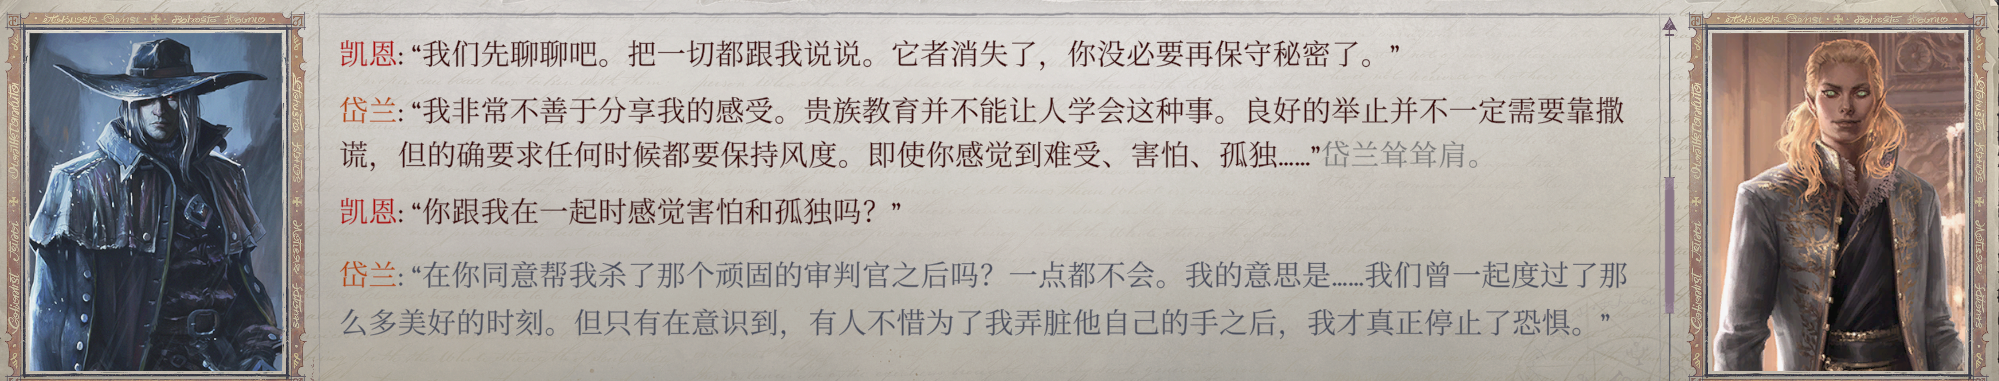 凯恩: “我们先聊聊吧。把一切都跟我说说。它者消失了，你没必要再保守秘密了。”
岱兰: “我非常不善于分享我的感受。贵族教育并不能让人学会这种事。良好的举止并不一定需要靠撒
谎，但的确要求任何时候都要保持风度。即使你感觉到难受、害怕、孤独……”岱兰耸耸肩。
凯恩: “你跟我在一起时感觉害怕和孤独吗？”
岱兰: “在你同意帮我杀了那个顽固的审判官之后吗？一点都不会。我的意思是……我们曾一起度过了那
么多美好的时刻。但只有在意识到，有人不惜为了我弄脏他自己的手之后，我才真正停止了恐惧。”